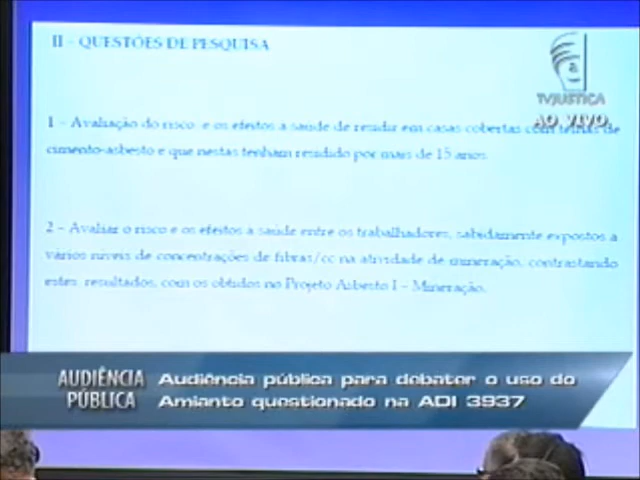 II - QUESTÕES DE PESQUISA
TVJUSTICA
AO VIVO.
1 – Avaliação do risco e os efeitos a saúde de residir em casas cobertas com telhas de
cimento-asbesto e que nestas tenham residido por mais de 15 anos.
2 – Avaliar o risco e os efeitos a saúde entre os trabalhadores, sabidamente expostos a
vários níveis de concentrações de fibras/cc na atividade de mineração, contrastando
estes, resultados, com os obtidos no Projeto Asbesto I – Mineração.
AUDIÊNCIA
PÚBLICA
Audiência pública para debater o uso do
Amianto questionado na ADI 3937